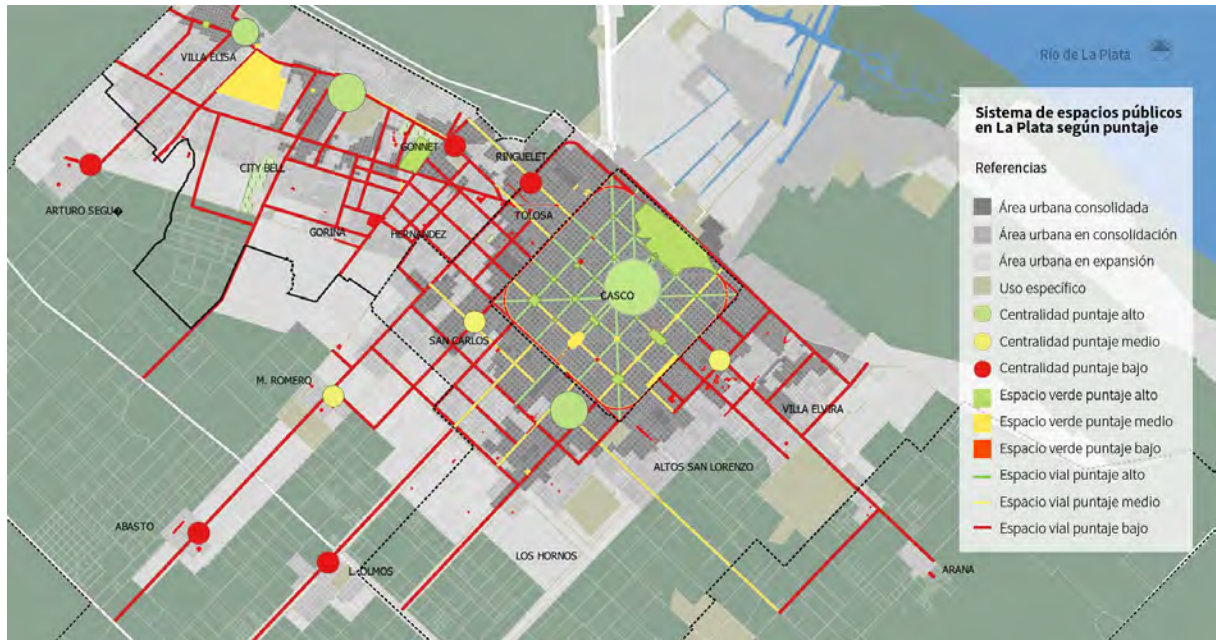 VILLA ELISA
Río de La Plata
Sistema de espacios públicos
en La Plata según puntaje
Referencias
Área urbana consolidada
Área urbana en consolidación
Área urbana en expansión
Uso específico
Centralidad puntaje alto
Centralidad puntaje medio
Centralidad puntaje bajo
Espacio verde puntaje alto
Espacio verde puntaje medio
Espacio verde puntaje bajo
Espacio vial puntaje alto
Espacio vial puntaje medio
Espacio vial puntaje bajo
GONNET
RINGUELET
CITY BELL
ARTURO SEGU�
TOLOSA
GORINA
HERNANDEZ
CASCO
SAN CARLOS
M. ROMERO
VILLA ELVIRA
ALTOS SAN LORENZO
ABASTO
LOS HORNOS
L. OLMOS
ARANA